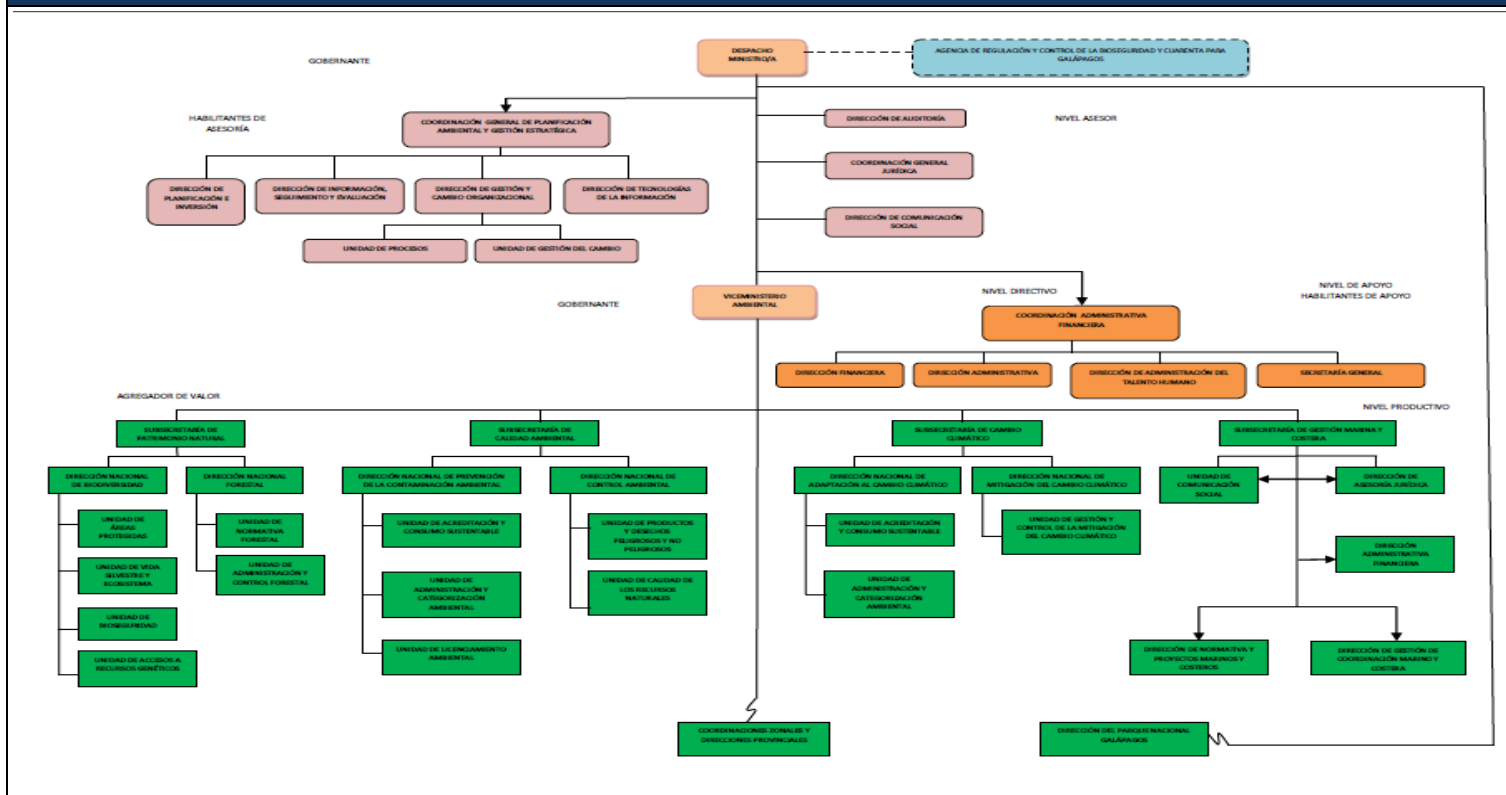 DESPACHO
MINISTRO/A
AGENCIA DE REGULACIÓN Y CONTROL DE LA BIOSEGURIDAD Y CUARENTA PARA
GALÁPAGOS
GOBERNANTE
HABILITANTES DE
ASESORÍA
COORDINACIÓN GENERAL DE PLANIFICACIÓN
AMBIENTAL Y GESTIÓN ESTRATÉGICA
DIRECCIÓN DE AUDITORÍA
NIVEL ASESOR
COORDINACIÓN GENERAL
JURÍDICA
DIRECCIÓN DE
PLANIFICACIÓN E
INVERSIÓN
DIRECCIÓN DE INFORMACIÓN,
SEGUIMIENTO Y EVALUACIÓN
DIRECCIÓN DE GESTIÓN Y
CAMBIO ORGANIZACIONAL
DIRECCIÓN DE TECNOLOGÍAS
DE LA INFORMACIÓN
DIRECCIÓN DE COMUNICACIÓN
SOCIAL
UNIDAD DE PROCESOS
UNIDAD DE GESTIÓN DEL CAMBIO
GOBERNANTE
VICEMINISTERIO
AMBIENTAL
NIVEL DIRECTIVO
NIVEL DE APOYO
HABILITANTES DE APOYO
COORDINACIÓN ADMINISTRATIVA
FINANCIERA
DIRECCIÓN FINANCIERA
DIRECCIÓN ADMINISTRATIVA
DIRECCIÓN DE ADMINISTRACIÓN DEL
TALENTO HUMANO
SECRETARÍA GENERAL
AGREGADOR DE VALOR
NIVEL PRODUCTIVO
SUBSECRETARÍA DE
PATRIMONIO NATURAL
SUBSECRETARÍA DE
CALIDAD AMBIENTAL
SUBSECRETARÍA DE CAMBIO
CLIMÁTICO
SUBSECRETARÍA DE GESTIÓN MARINA Y
COSTERA
DIRECCIÓN NACIONAL
DE BIODIVERSIDAD
DIRECCIÓN NACIONAL
FORESTAL
DIRECCIÓN NACIONAL DE PREVENCIÓN
DE LA CONTAMINACIÓN AMBIENTAL
DIRECCIÓN NACIONAL DE
CONTROL AMBIENTAL
DIRECCIÓN NACIONAL DE
ADAPTACIÓN AL CAMBIO CLIMÁTICO
DIRECCIÓN NACIONAL DE
MITIGACIÓN DEL CAMBIO CLIMÁTICO
UNIDAD DE
COMUNICACIÓN
SOCIAL
DIRECCIÓN DE
ASESORÍA JURÍDICA
UNIDAD DE
ÁREAS
PROTEGIDAS
UNIDAD DE
NORMATIVA
FORESTAL
UNIDAD DE ACREDITACIÓN Y
CONSUMO SUSTENTABLE
UNIDAD DE PRODUCTOS
Y DESECHOS
PELIGROSOS Y NO
PELIGROSOS
UNIDAD DE ACREDITACIÓN
Y CONSUMO SUSTENTABLE
UNIDAD DE GESTIÓN Y
CONTROL DE LA MITIGACIÓN
DEL CAMBIO CLIMÁTICO
DIRECCIÓN
ADMINISTRATIVA
FINANCIERA
UNIDAD DE VIDA
SILVESTRE Y
ECOSISTEMA
UNIDAD DE
ADMINISTRACIÓN Y
CONTROL FORESTAL
UNIDAD DE
ADMINISTRACIÓN Y
CATEGORIZACIÓN
AMBIENTAL
UNIDAD DE CALIDAD DE
LOS RECURSOS
NATURALES
UNIDAD DE
ADMINISTRACIÓN Y
CATEGORIZACIÓN
AMBIENTAL
UNIDAD DE
BIOSEGURIDAD
UNIDAD DE ACCESOS A
RECURSOS GENÉTICOS
UNIDAD DE LICENCIAMIENTO
AMBIENTAL
DIRECCIÓN DE NORMATIVA Y
PROYECTOS MARINOS Y
COSTEROS
DIRECCIÓN DE GESTIÓN DE
COORDINACIÓN MARINO Y
COSTERA
COORDINACIONES ZONALES Y
DIRECCIONES PROVINCIALES
DIRECCIÓN DEL PARQUE NACIONAL
GALÁPAGOS